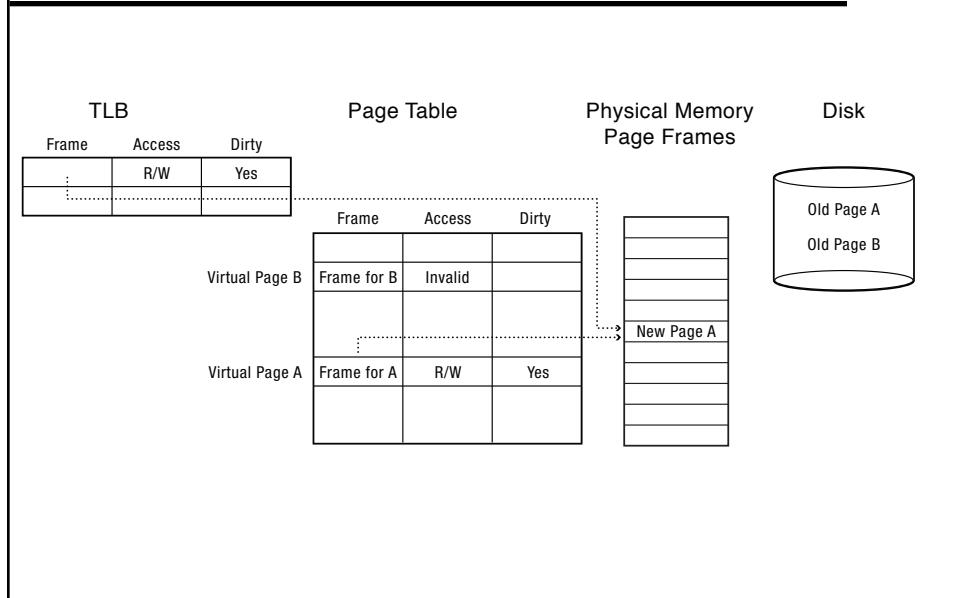 TLB
Page Table
Physical Memory
Page Frames
Disk
Frame Access Dirty
R/W Yes
Frame Access Dirty
Virtual Page B Frame for B Invalid
Virtual Page A Frame for A R/W Yes
New Page A
Old Page A
Old Page B